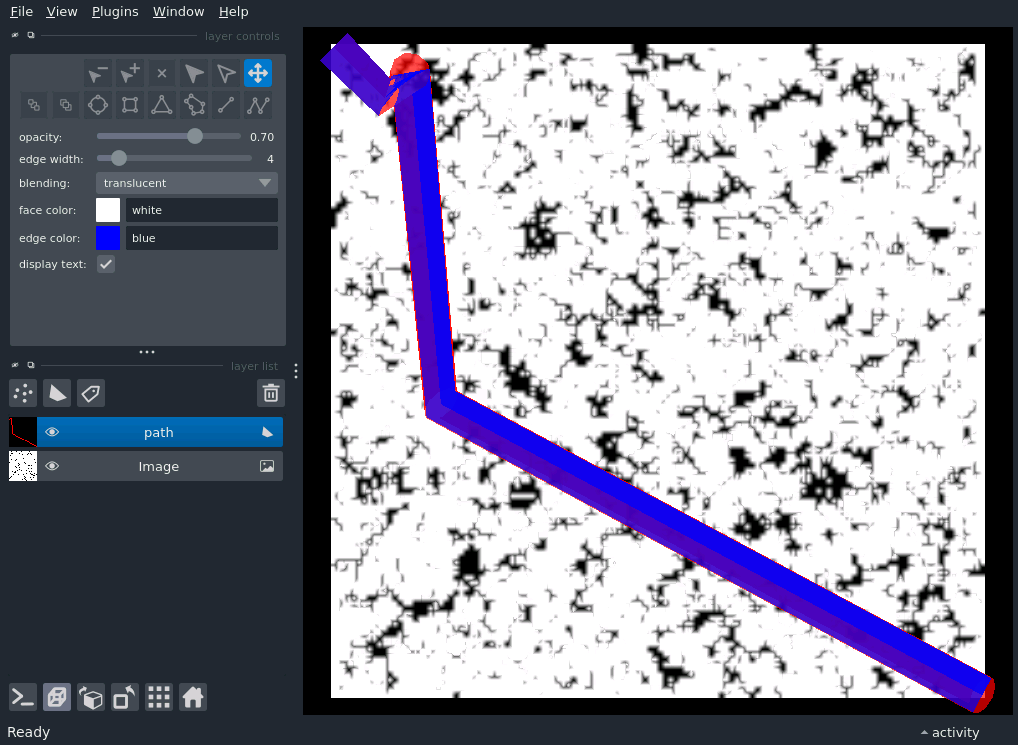 File View Plugins Window Help
layer controls
opacity: 0.70
edge width: 4
blending: translucent
face color: white
edge color: blue
display text:
layer list
path
Image
Ready activity